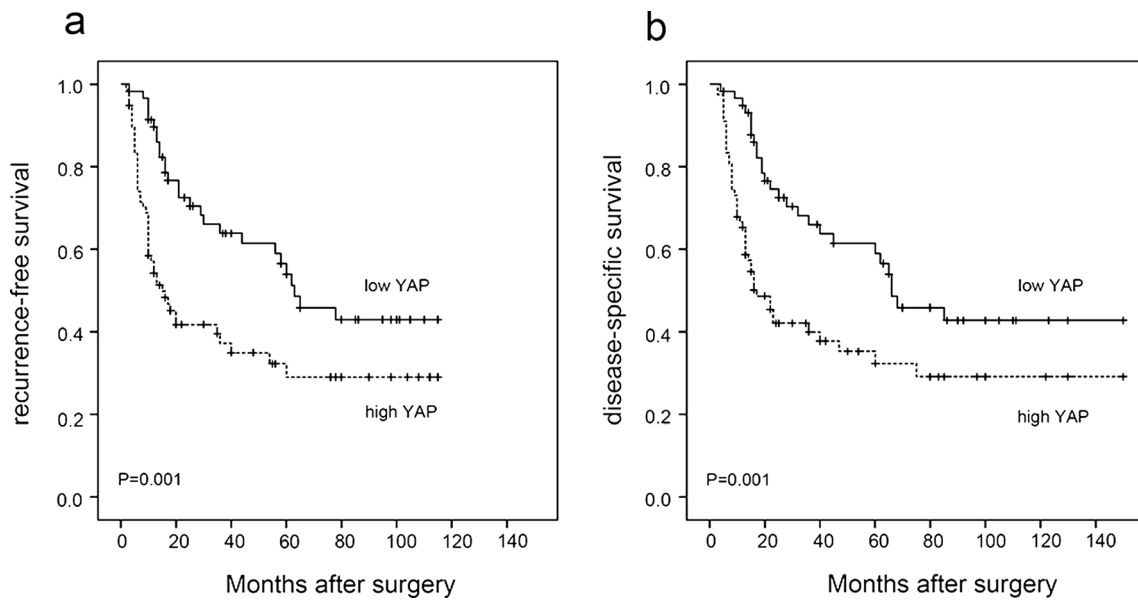 a
recurrence-free survival
1.0
0.8
0.6
0.4
0.2
0.0
low YAP
high YAP
P=0.001
0 20 40 60 80 100 120 140
Months after surgery
b
disease-specific survival
1.0
0.8
0.6
0.4
0.2
0.0
low YAP
high YAP
P=0.001
0 20 40 60 80 100 120 140
Months after surgery